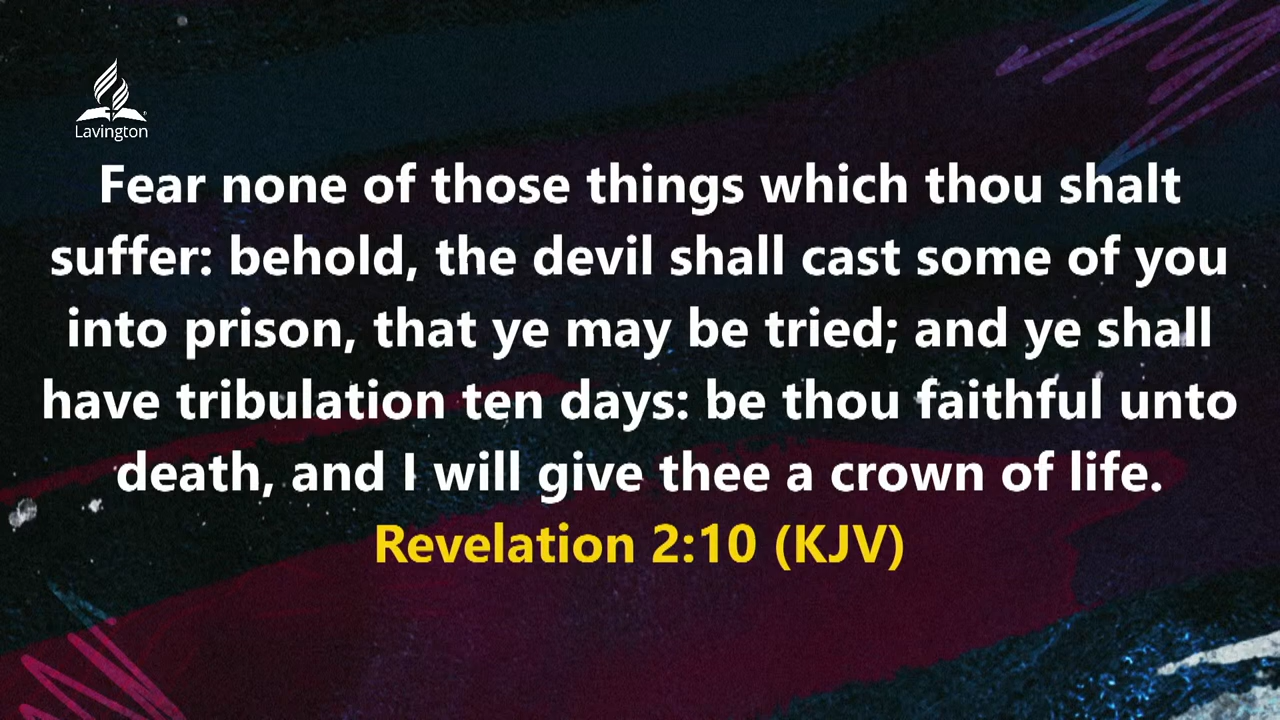 Lavington
Fear none of those things which thou shalt
suffer: behold, the devil shall cast some of you
into prison, that ye may be tried; and ye shall
have tribulation ten days: be thou faithful unto
death, and I will give thee a crown of life.
Revelation 2:10 (KJV)